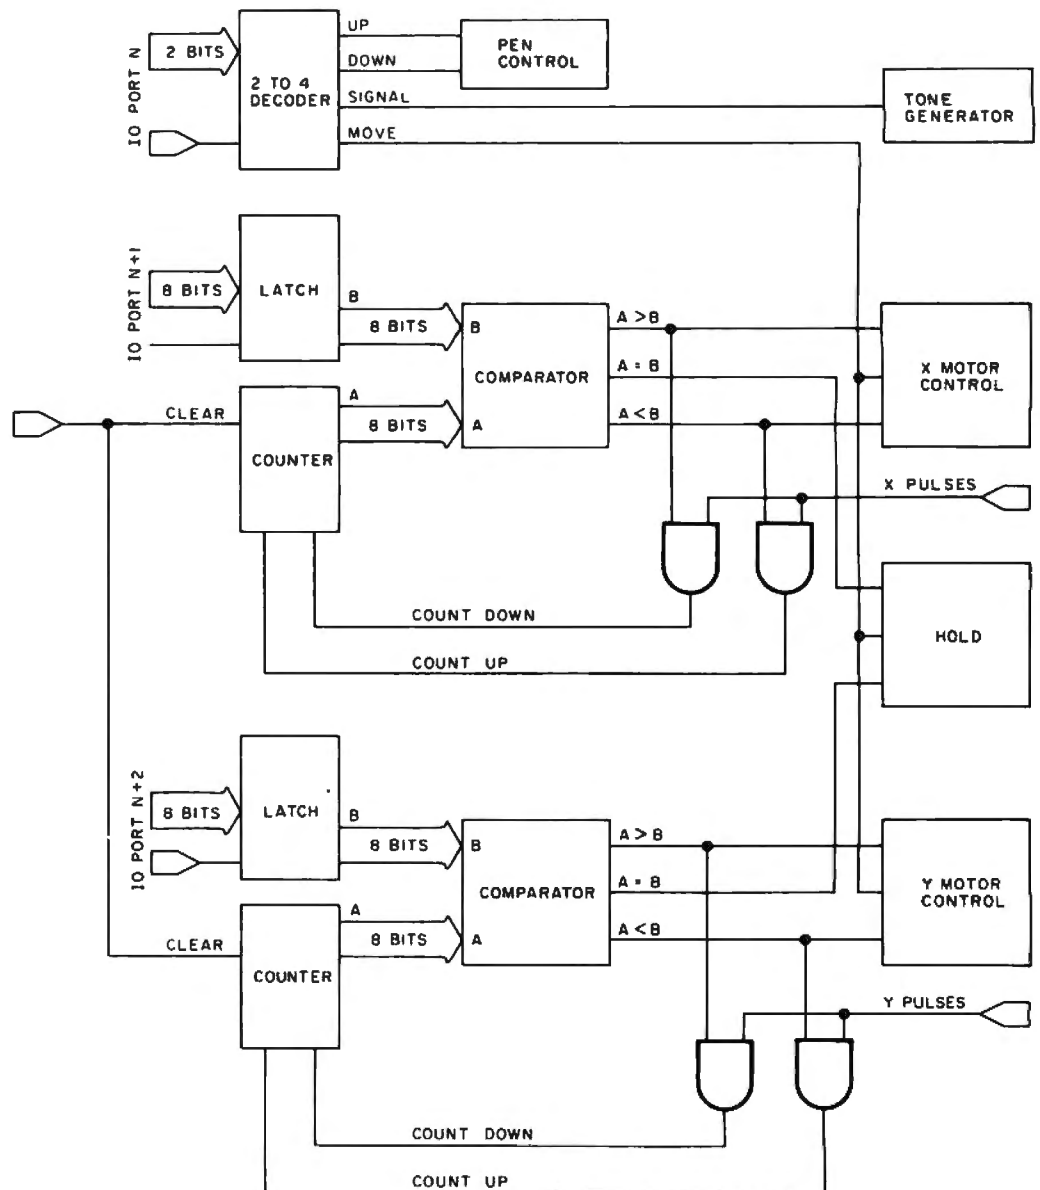 IO PORT N
2 BITS
2 TO 4
DECODER
UP
DOWN
SIGNAL
MOVE
PEN
CONTROL
TONE
GENERATOR
IO PORT N+1
8 BITS
LATCH
B
8 BITS
CLEAR
COUNTER
A
8 BITS
B
COMPARATOR
A
A > B
A = B
A < B
X MOTOR
CONTROL
X PULSES
COUNT DOWN
COUNT UP
HOLD
IO PORT N+2
8 BITS
LATCH
B
8 BITS
CLEAR
COUNTER
A
8 BITS
B
COMPARATOR
A
A > B
A = B
A < B
Y MOTOR
CONTROL
Y PULSES
COUNT DOWN
COUNT UP